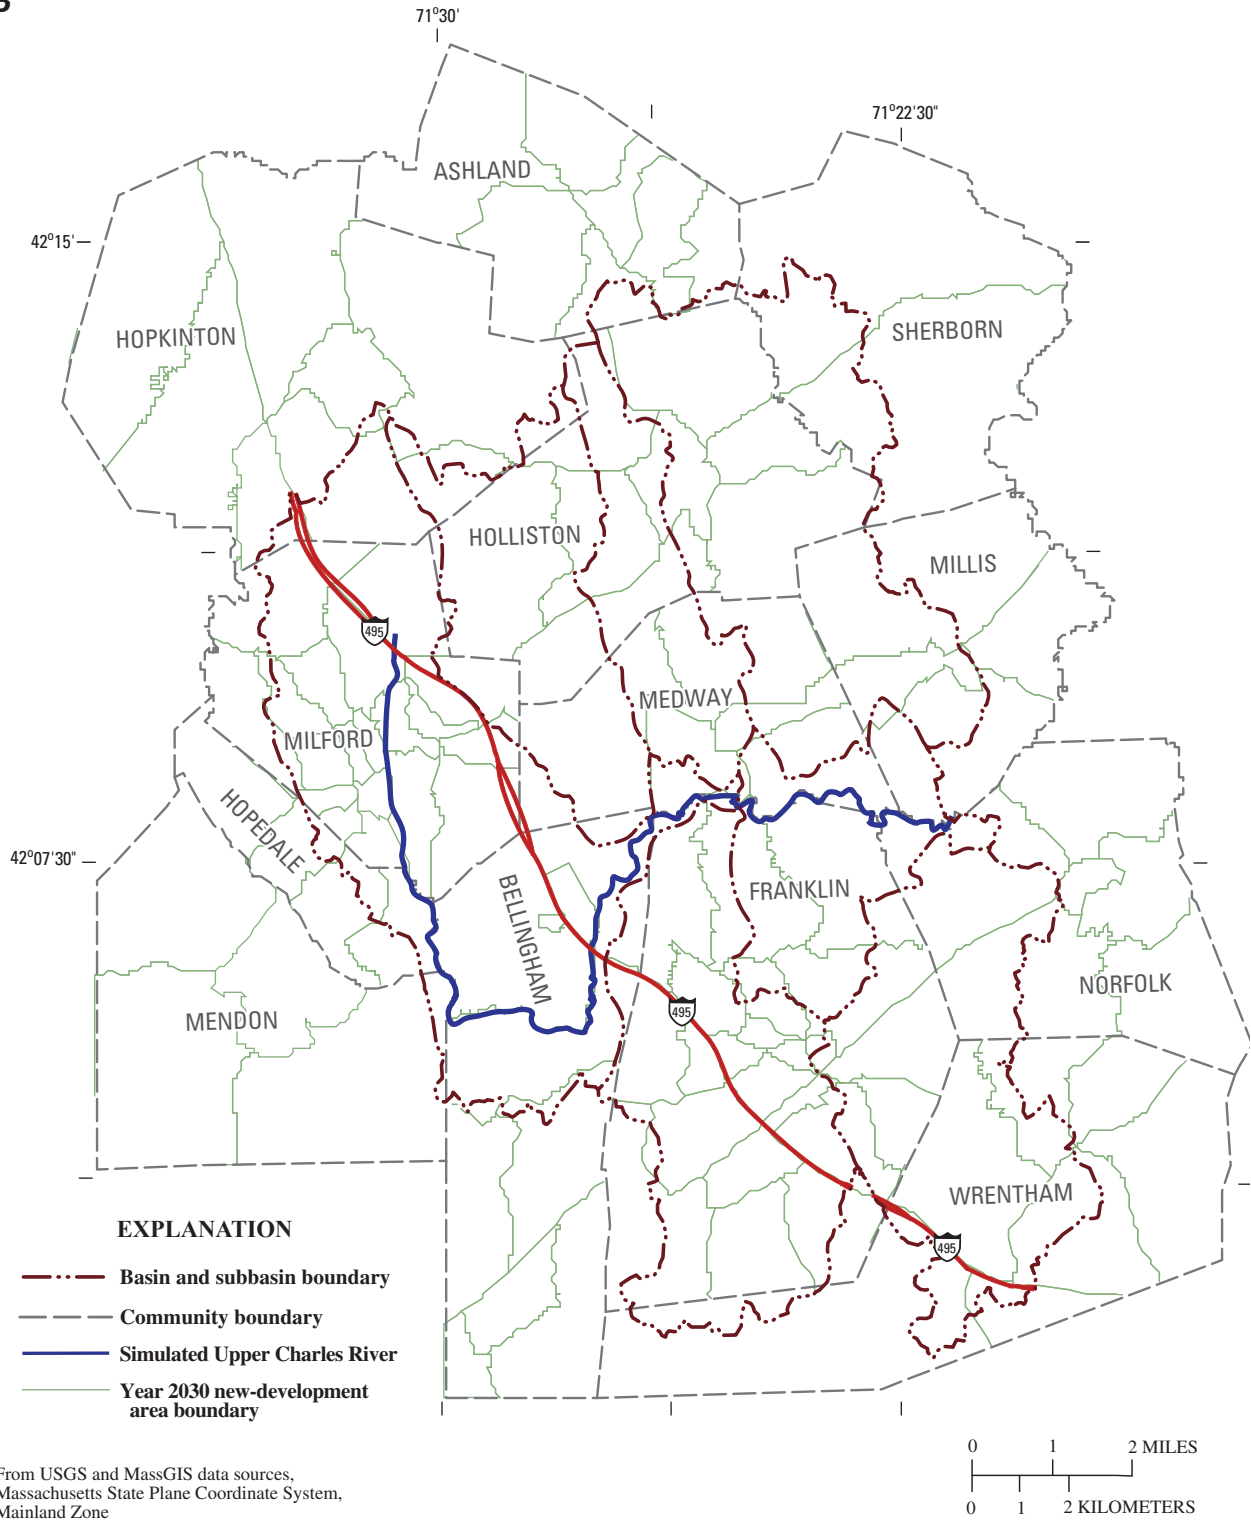 B
71°30'
71°22'30"
ASHLAND
42°15'
HOPKINTON
SHERBORN
HOLLISTON
MILLIS
495
MEDWAY
MILFORD
HOPEDALE
42°07'30"
BELLINGHAM
FRANKLIN
NORFOLK
495
MENDON
WRENTHAM
495
EXPLANATION
Basin and subbasin boundary
Community boundary
Simulated Upper Charles River
Year 2030 new-development
area boundary
0 1 2 MILES
0 1 2 KILOMETERS
From USGS and MassGIS data sources,
Massachusetts State Plane Coordinate System,
Mainland Zone